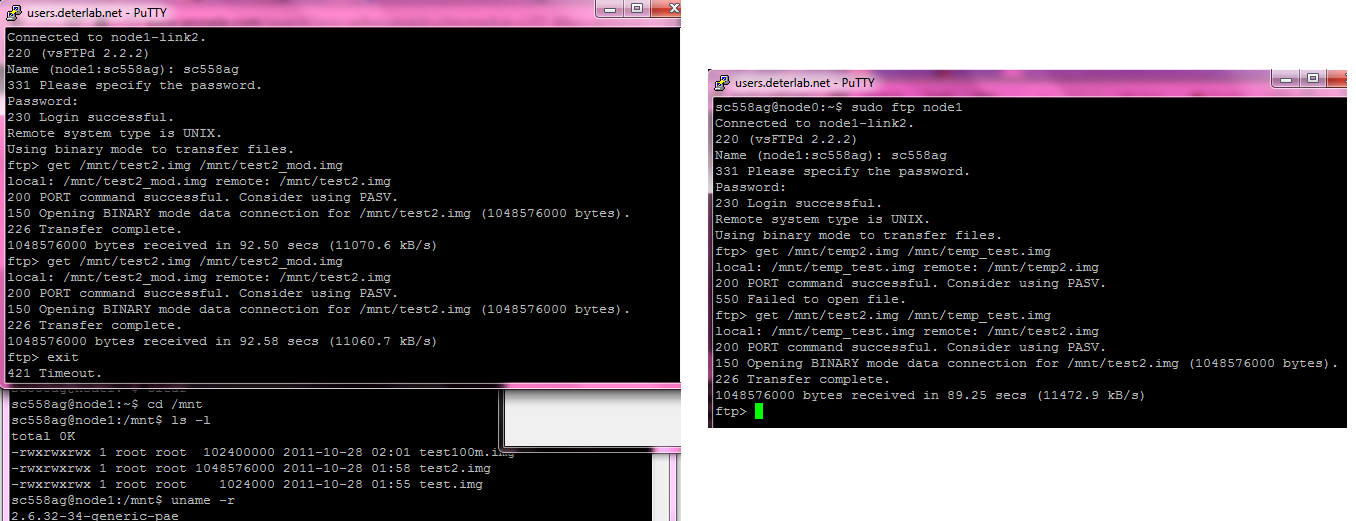 users.deterlab.net - PuTTY
Connected to node1-link2.
220 (vsFTPd 2.2.2)
Name (node1:sc558ag): sc558ag
331 Please specify the password.
Password:
230 Login successful.
Remote system type is UNIX.
Using binary mode to transfer files.
ftp> get /mnt/test2.img /mnt/test2_mod.img
local: /mnt/test2_mod.img remote: /mnt/test2.img
200 PORT command successful. Consider using PASV.
150 Opening BINARY mode data connection for /mnt/test2.img (1048576000 bytes).
226 Transfer complete.
1048576000 bytes received in 92.50 secs (11070.6 kB/s)
ftp> get /mnt/test2.img /mnt/test2_mod.img
local: /mnt/test2_mod.img remote: /mnt/test2.img
200 PORT command successful. Consider using PASV.
150 Opening BINARY mode data connection for /mnt/test2.img (1048576000 bytes).
226 Transfer complete.
1048576000 bytes received in 92.58 secs (11060.7 kB/s)
ftp> exit
421 Timeout.
sc558ag@node1:~$ cd /mnt
sc558ag@node1:/mnt$ ls -l
total 0K
-rwxrwxrwx 1 root root  102400000 2011-10-28 02:01 test100m.img
-rwxrwxrwx 1 root root 1048576000 2011-10-28 01:58 test2.img
-rwxrwxrwx 1 root root    1024000 2011-10-28 01:55 test.img
sc558ag@node1:/mnt$ uname -r
2.6.32-34-generic-pae
users.deterlab.net - PuTTY
sc558ag@node0:~$ sudo ftp node1
Connected to node1-link2.
220 (vsFTPd 2.2.2)
Name (node1:sc558ag): sc558ag
331 Please specify the password.
Password:
230 Login successful.
Remote system type is UNIX.
Using binary mode to transfer files.
ftp> get /mnt/temp2.img /mnt/temp_test.img
local: /mnt/temp_test.img remote: /mnt/temp2.img
200 PORT command successful. Consider using PASV.
550 Failed to open file.
ftp> get /mnt/test2.img /mnt/temp_test.img
local: /mnt/temp_test.img remote: /mnt/test2.img
200 PORT command successful. Consider using PASV.
150 Opening BINARY mode data connection for /mnt/test2.img (1048576000 bytes).
226 Transfer complete.
1048576000 bytes received in 89.25 secs (11472.9 kB/s)
ftp>